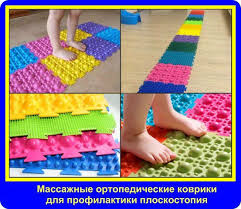 Массажные ортопедические коврики
для профилактики плоскостопия